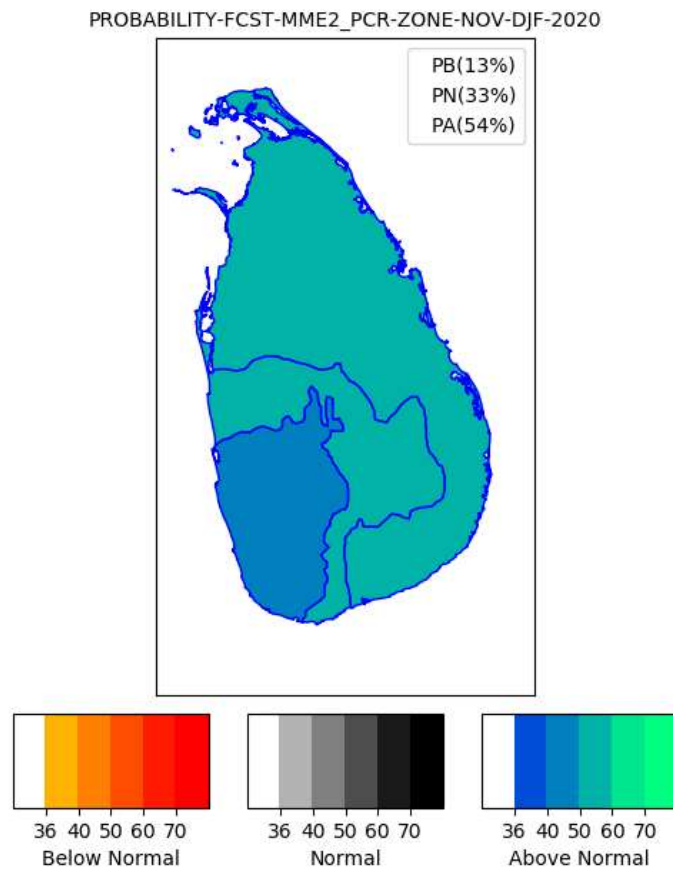 PROBABILITY-FCST-MME2_PCR-ZONE-NOV-DJF-2020
PB(13%)
PN(33%)
PA(54%)
36 40 50 60 70
Below Normal
36 40 50 60 70
Normal
36 40 50 60 70
Above Normal